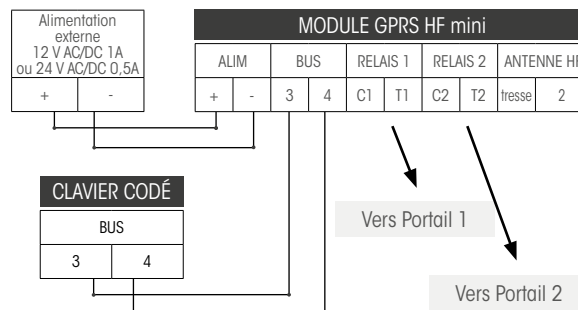 Alimentation
externe
12 V AC/DC 1A
ou 24 V AC/DC 0,5A
+ -
MODULE GPRS HF mini
ALIM BUS RELAIS 1 RELAIS 2 ANTENNE HF
+ - 3 4 C1 T1 C2 T2 tresse 2
CLAVIER CODÉ
BUS
3 4
Vers Portail 1
Vers Portail 2